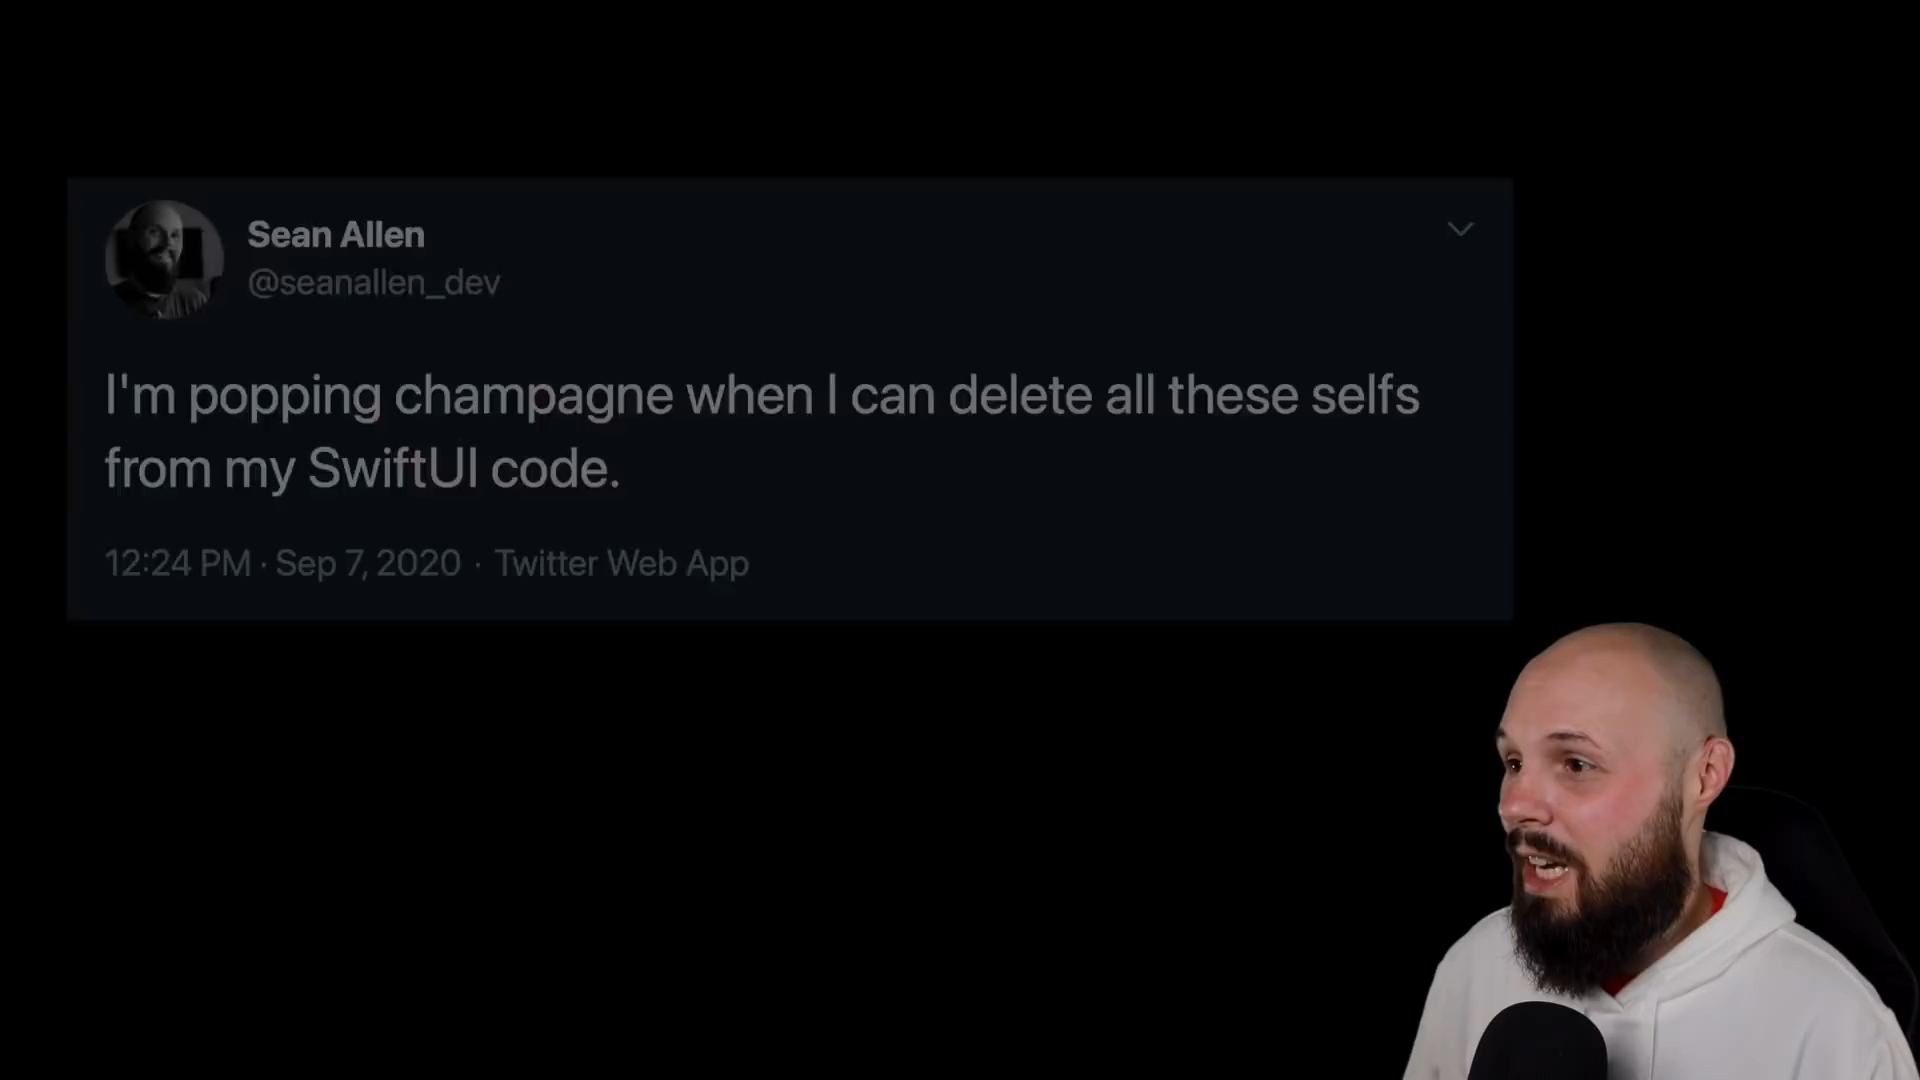 Sean Allen
@seanallen_dev
I'm popping champagne when I can delete all these selfs
from my SwiftUI code.
12:24 PM · Sep 7, 2020 · Twitter Web App